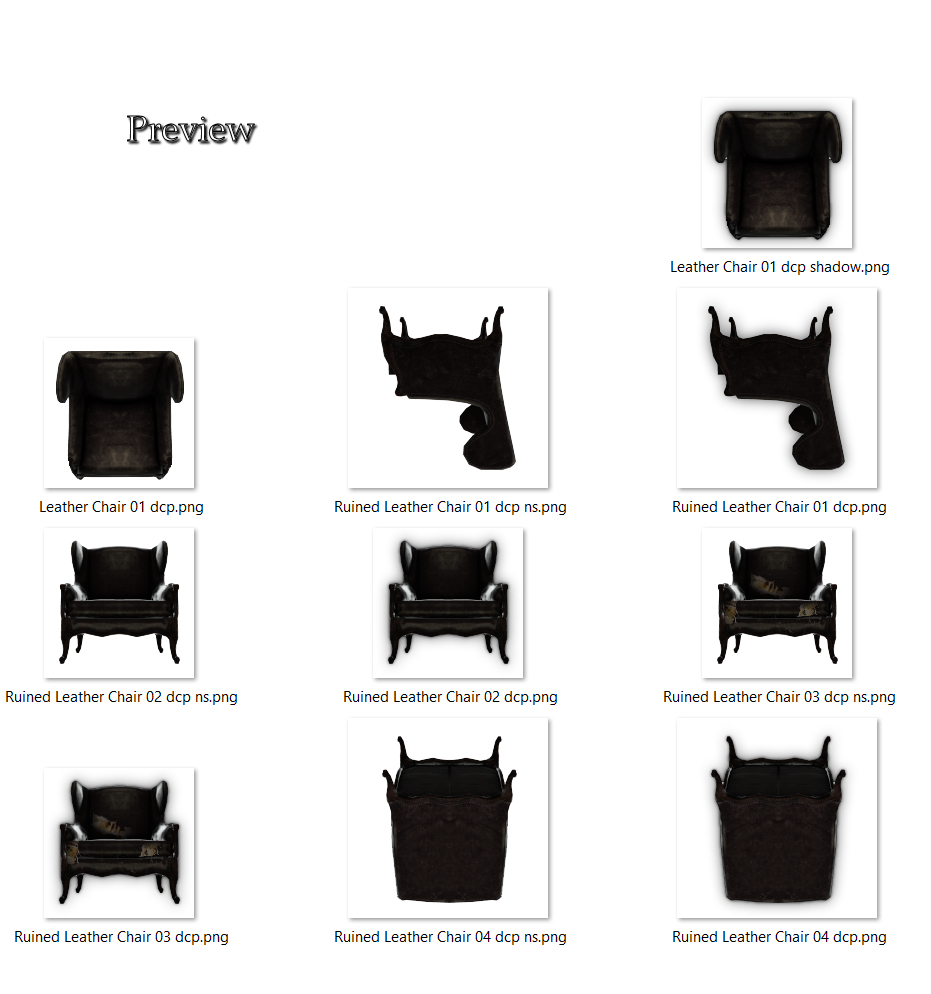 Preview
Leather Chair 01 dcp shadow.png
Leather Chair 01 dcp.png
Ruined Leather Chair 01 dcp ns.png
Ruined Leather Chair 01 dcp.png
Ruined Leather Chair 02 dcp ns.png
Ruined Leather Chair 02 dcp.png
Ruined Leather Chair 03 dcp ns.png
Ruined Leather Chair 03 dcp.png
Ruined Leather Chair 04 dcp ns.png
Ruined Leather Chair 04 dcp.png